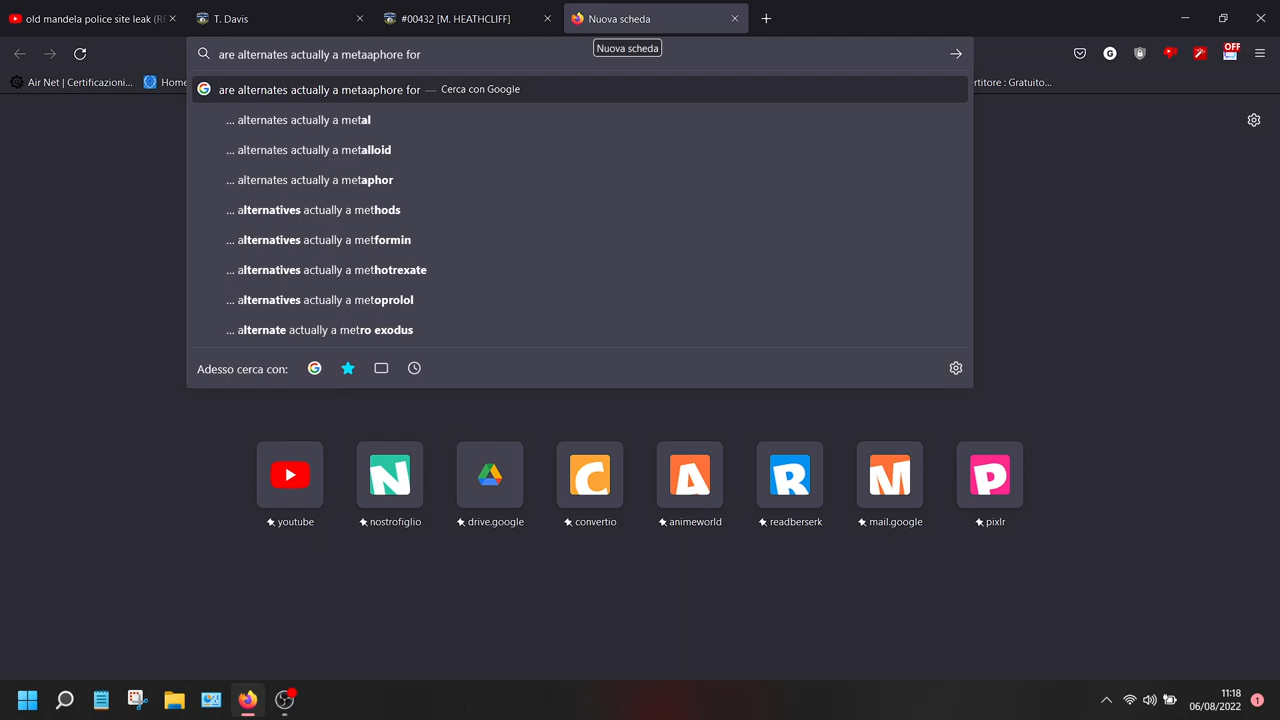 old mandela police site leak (RE
T. Davis
#00432 [M. HEATHCLIFF]
Nuova scheda
are alternates actually a metaaphore for
Nuova scheda
OFF
Air Net | Certificazioni...
Home
ertitore : Gratuito...
are alternates actually a metaaphore for — Cerca con Google
... alternates actually a metal
... alternates actually a metalloid
... alternates actually a metaphor
... alternatives actually a methods
... alternatives actually a metformin
... alternatives actually a methotrexate
... alternatives actually a metoprolol
... alternate actually a metro exodus
Adesso cerca con:
N C A R M P
youtube nostrofiglio drive.google convertio animeworld readberserk mail.google pixlr
11:18
06/08/2022
1